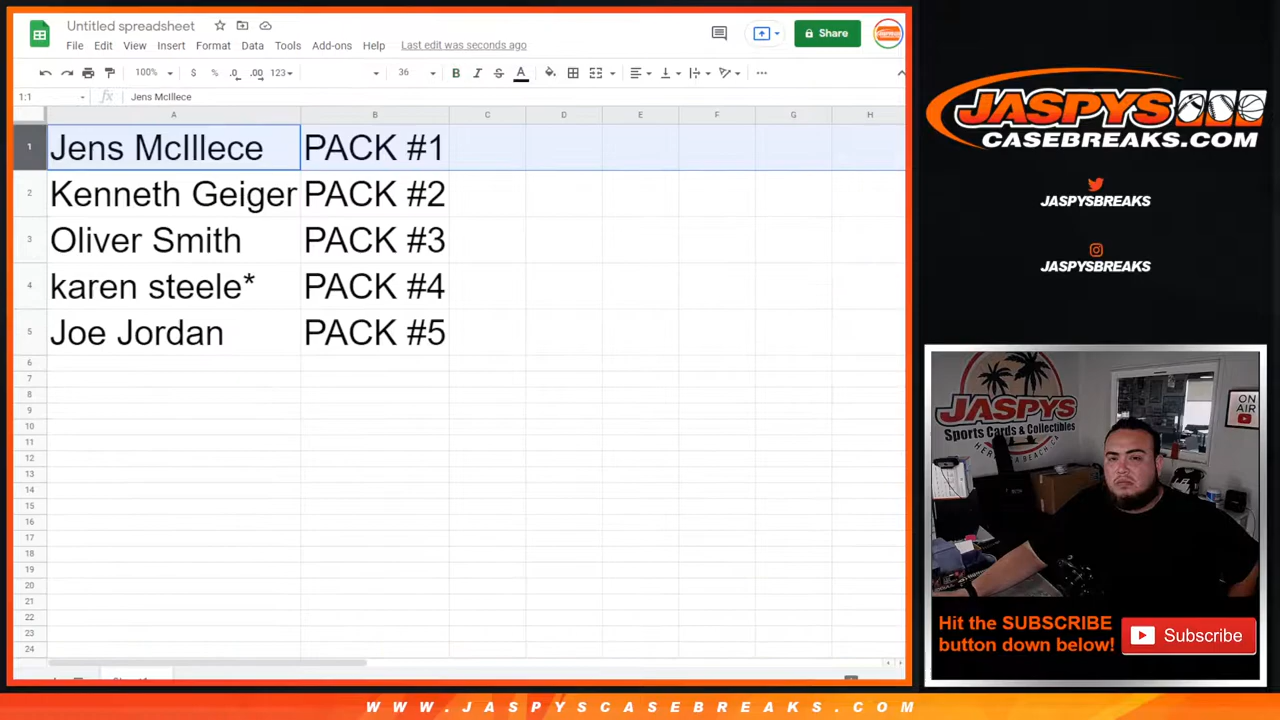 Untitled spreadsheet
File Edit View Insert Format Data Tools Add-ons Help Last edit was seconds ago
Share
100% $ % .0 .00 123 36 B I S A
1:1 fx Jens McIllece
A B C D E F G H
1 Jens McIllece PACK #1
2 Kenneth Geiger PACK #2
3 Oliver Smith PACK #3
4 karen steele* PACK #4
5 Joe Jordan PACK #5
6
7
8
9
10
11
12
13
14
15
16
17
18
19
20
21
22
23
24
JASPYS
CASEBREAKS.COM
JASPYSBREAKS
JASPYSBREAKS
JASPYS
Sports Cards & Collectibles
ON
AIR
Hit the SUBSCRIBE
button down below!
Subscribe
WWW.JASPYSCASEBREAKS.COM